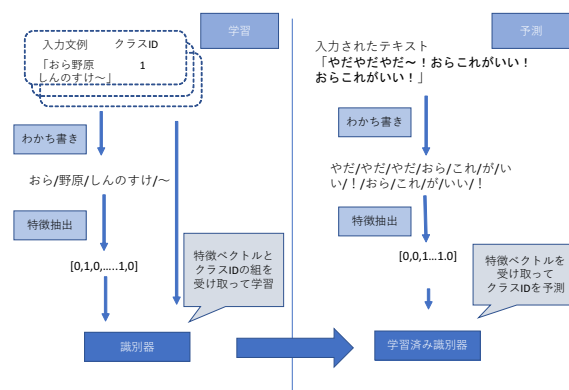 学習
入力文例 クラスID
「おら野原
しんのすけ～」 1
わかち書き
おら/野原/しんのすけ/～
特徴抽出
[0,1,0,…..1,0]
特徴ベクトルと
クラスIDの組を
受け取って学習
識別器
予測
入力されたテキスト
「やだやだやだ～！おらこれがいい！
おらこれがいい！」
わかち書き
やだ/やだ/やだ/おら/これ/が/い
い/！/おら/これ/が/いい/！
特徴抽出
[0,0,1…1.0]
特徴ベクトルを
受け取って
クラスIDを予測
学習済み識別器